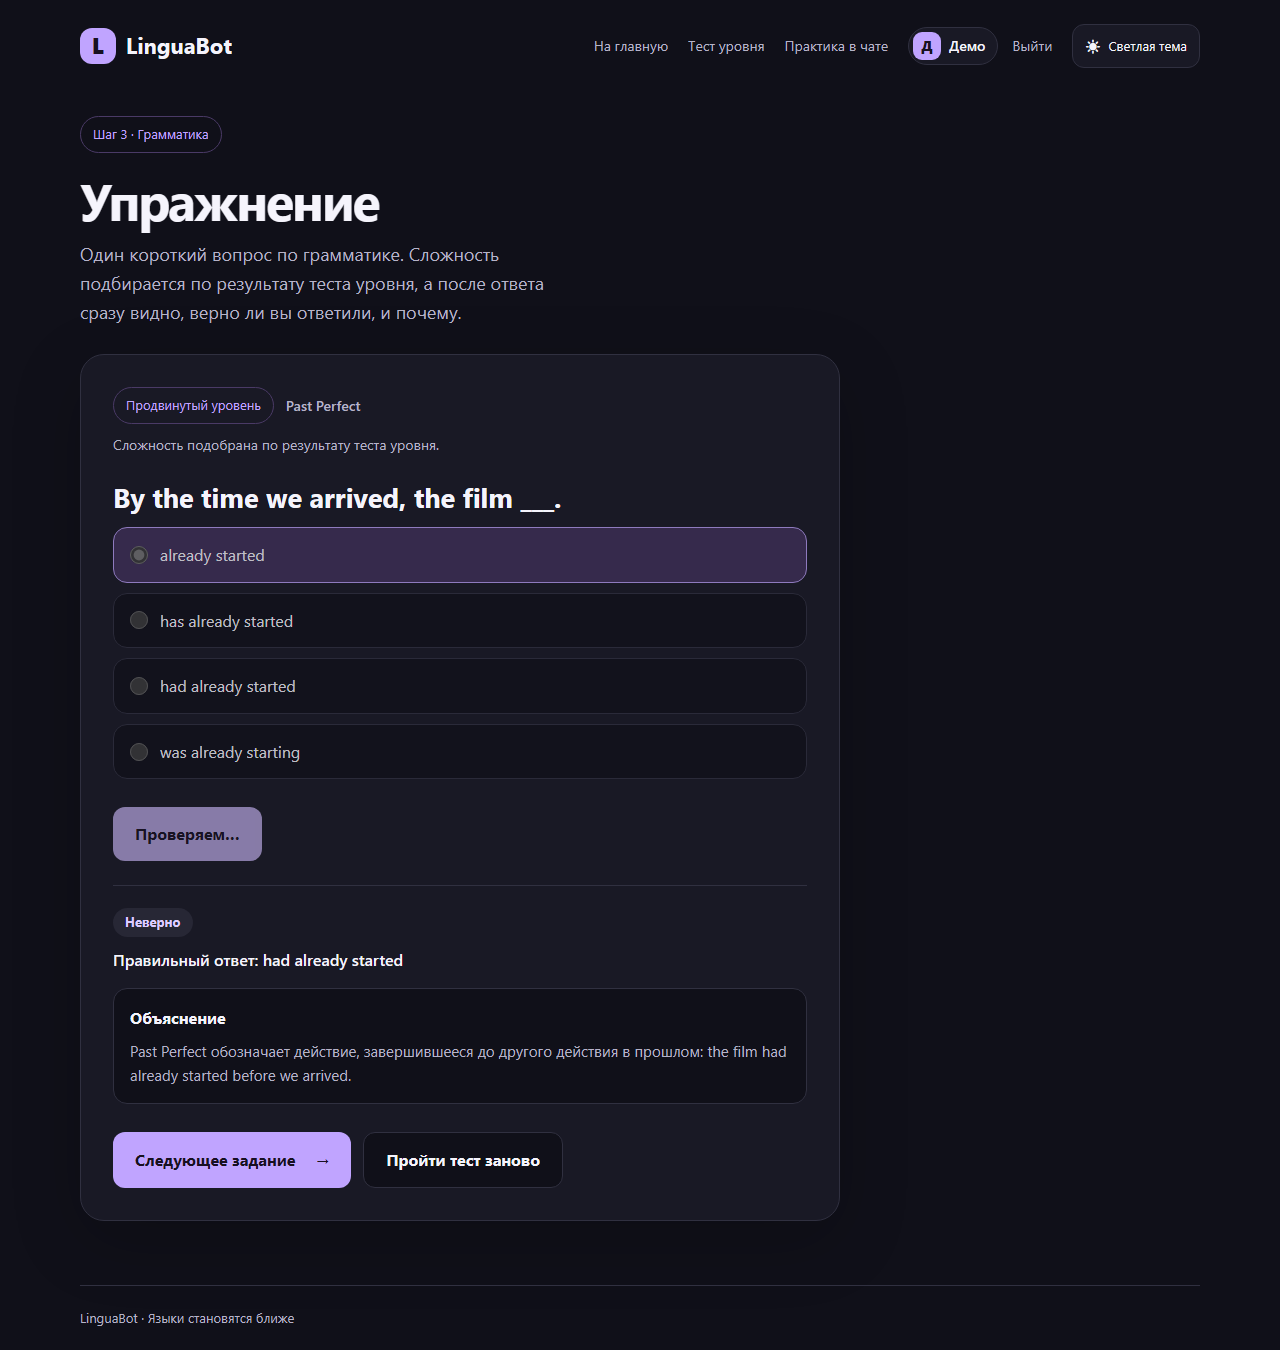 L LinguaBot
На главную Тест уровня Практика в чате Д Демо Выйти Светлая тема
Шаг 3 · Грамматика
Упражнение
Один короткий вопрос по грамматике. Сложность
подбирается по результату теста уровня, а после ответа
сразу видно, верно ли вы ответили, и почему.
Продвинутый уровень Past Perfect
Сложность подобрана по результату теста уровня.
By the time we arrived, the film ___.
already started
has already started
had already started
was already starting
Проверяем…
Неверно
Правильный ответ: had already started
Объяснение
Past Perfect обозначает действие, завершившееся до другого действия в прошлом: the film had
already started before we arrived.
Следующее задание →
Пройти тест заново
LinguaBot · Языки становятся ближе